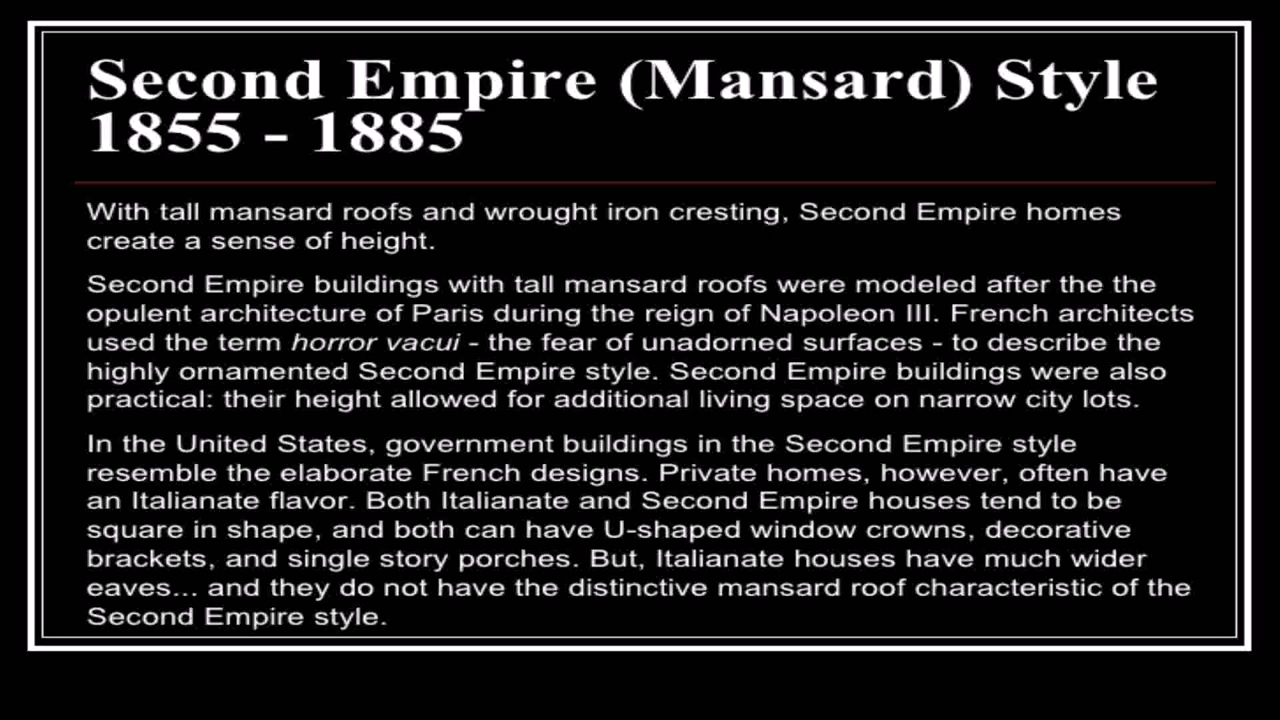 Second Empire (Mansard) Style
1855 - 1885
With tall mansard roofs and wrought iron cresting, Second Empire homes
create a sense of height.
Second Empire buildings with tall mansard roofs were modeled after the the
opulent architecture of Paris during the reign of Napoleon III. French architects
used the term horror vacui - the fear of unadorned surfaces - to describe the
highly ornamented Second Empire style. Second Empire buildings were also
practical: their height allowed for additional living space on narrow city lots.
In the United States, government buildings in the Second Empire style
resemble the elaborate French designs. Private homes, however, often have
an Italianate flavor. Both Italianate and Second Empire houses tend to be
square in shape, and both can have U-shaped window crowns, decorative
brackets, and single story porches. But, Italianate houses have much wider
eaves... and they do not have the distinctive mansard roof characteristic of the
Second Empire style.